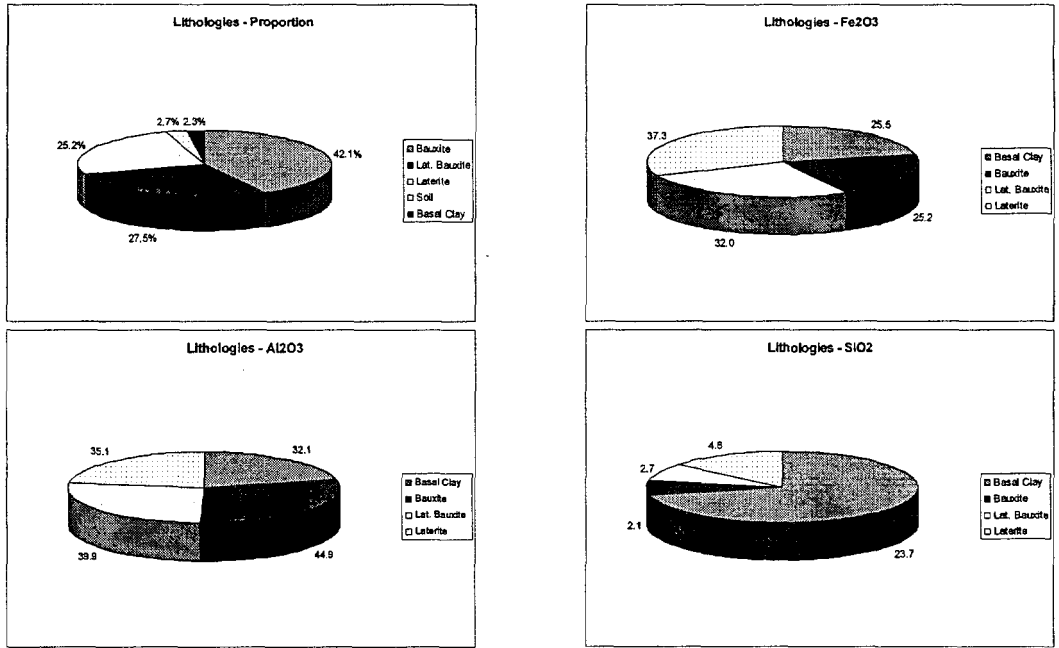 Lithologies - Proportion
2.7% 2.3%
25.2%
42.1%
27.5%
Bauxite
Lat. Bauxite
Laterite
Soil
Basal Clay
Lithologies - Fe2O3
37.3
25.5
32.0
25.2
Basal Clay
Bauxite
Lat. Bauxite
Laterite
Lithologies - Al2O3
35.1
32.1
39.9
44.9
Basal Clay
Bauxite
Lat. Bauxite
Laterite
Lithologies - SiO2
4.8
2.7
2.1
23.7
Basal Clay
Bauxite
Lat. Bauxite
Laterite